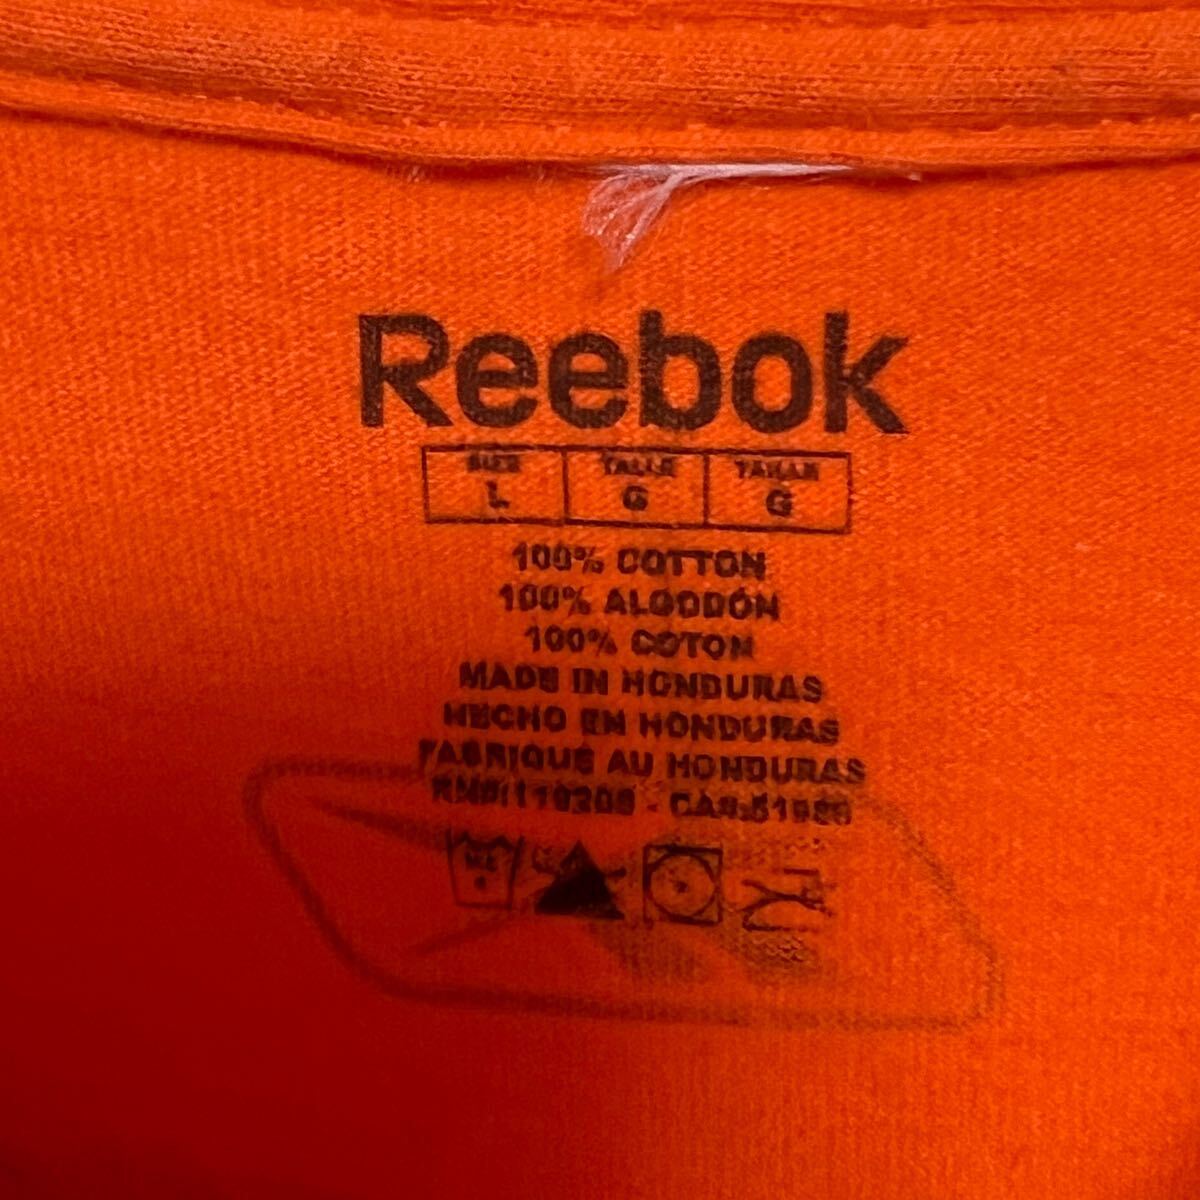 Reebok
SIZE TALLE TAMAN
L G G
100% COTTON
100% ALGODÓN
100% COTON
MADE IN HONDURAS
HECHO EN HONDURAS
FABRIQUE AU HONDURAS